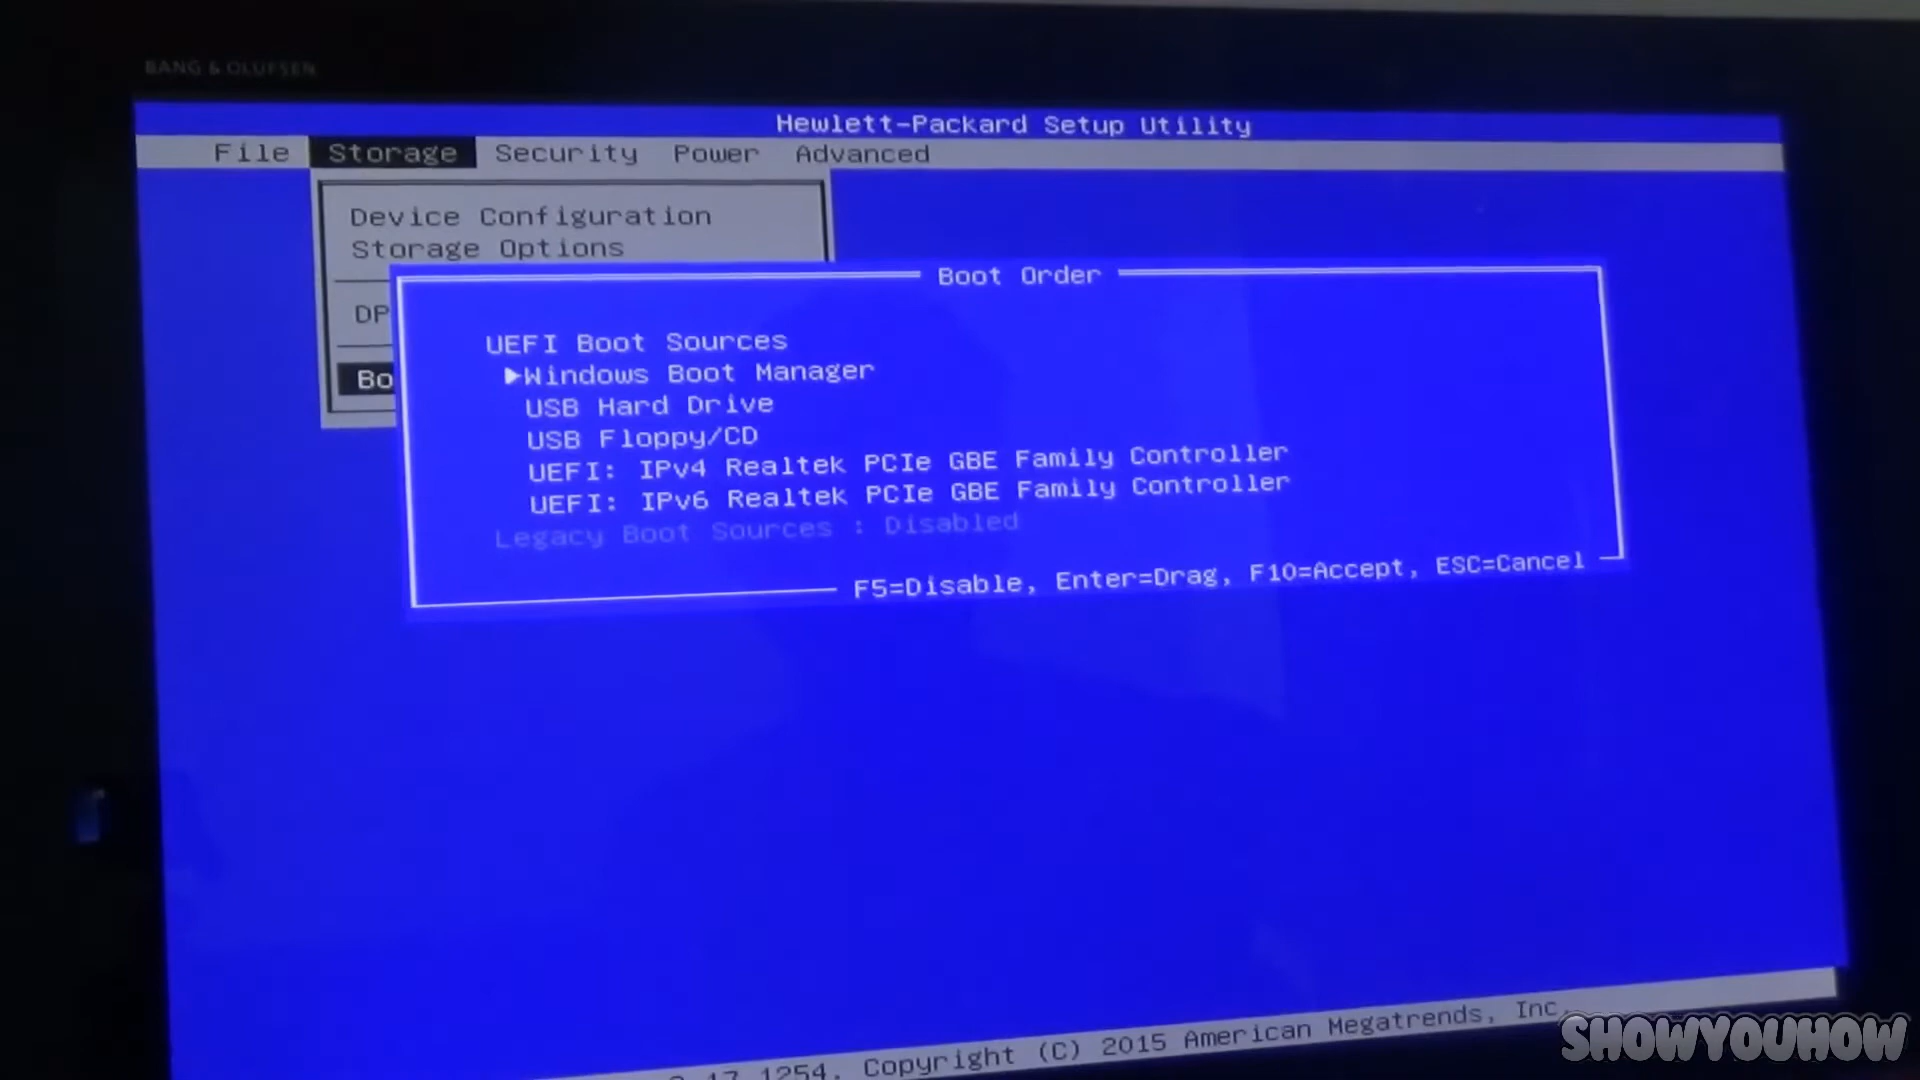 BANG & OLUFSEN
Hewlett-Packard Setup Utility
File Storage Security Power Advanced
Device Configuration
Storage Options
DP
Bo
Boot Order
UEFI Boot Sources
▶Windows Boot Manager
USB Hard Drive
USB Floppy/CD
UEFI: IPv4 Realtek PCIe GBE Family Controller
UEFI: IPv6 Realtek PCIe GBE Family Controller
Legacy Boot Sources : Disabled
F5=Disable, Enter=Drag, F10=Accept, ESC=Cancel
17.1254. Copyright (C) 2015 American Megatrends, Inc.
SHOWYOUHOW